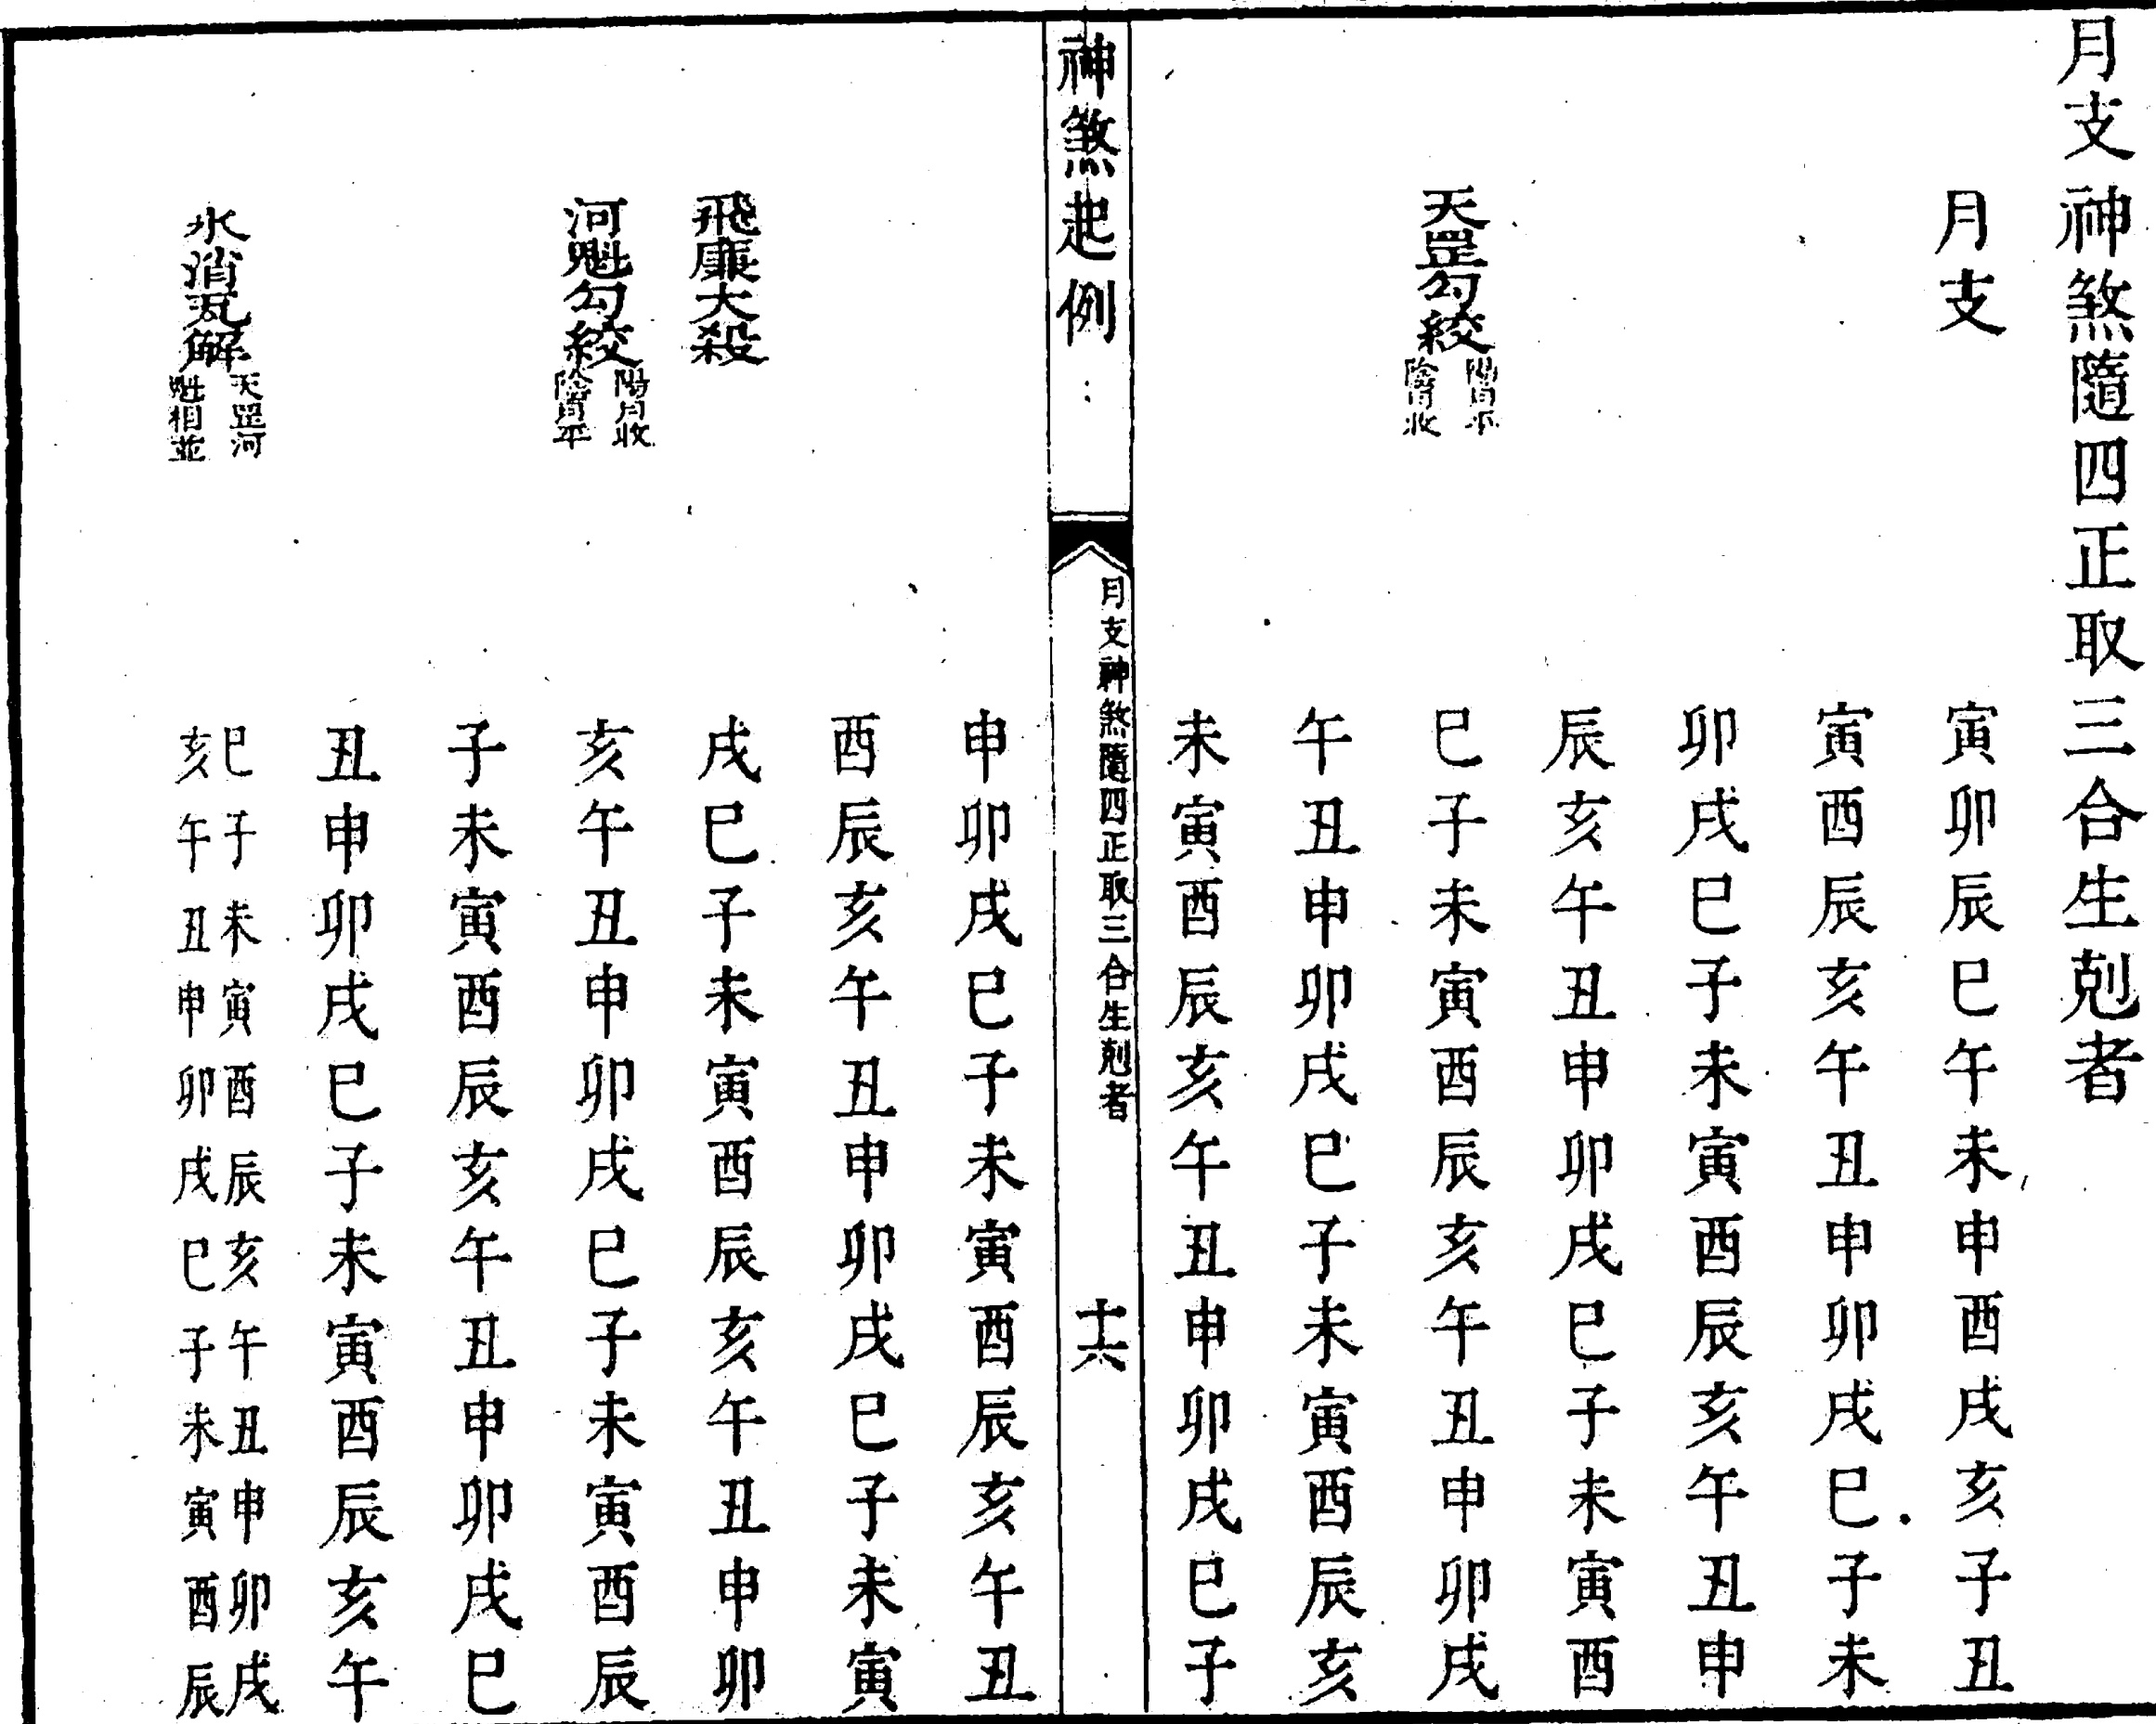 月支神煞隨四正取三合生剋者
月支 寅卯辰巳午未申酉戌亥子丑
寅酉辰亥午丑申卯戌巳子未
卯戌巳子未寅酉辰亥午丑申
辰亥午丑申卯戌巳子未寅酉
天罡勾絞 陽月平 陰月收 巳子未寅酉辰亥午丑申卯戌
午丑申卯戌巳子未寅酉辰亥
未寅酉辰亥午丑申卯戌巳子
神煞起例 月支神煞隨四正取三合生剋者 十六
申卯戌巳子未寅酉辰亥午丑
酉辰亥午丑申卯戌巳子未寅
飛廉大殺 戌巳子未寅酉辰亥午丑申卯
河魁勾絞 陽月收 陰月平 亥午丑申卯戌巳子未寅酉辰
子未寅酉辰亥午丑申卯戌巳
丑申卯戌巳子未寅酉辰亥午
氷消瓦解 天罡河 魁相並 巳子未寅酉辰亥午丑申卯戌
亥午丑申卯戌巳子未寅酉辰